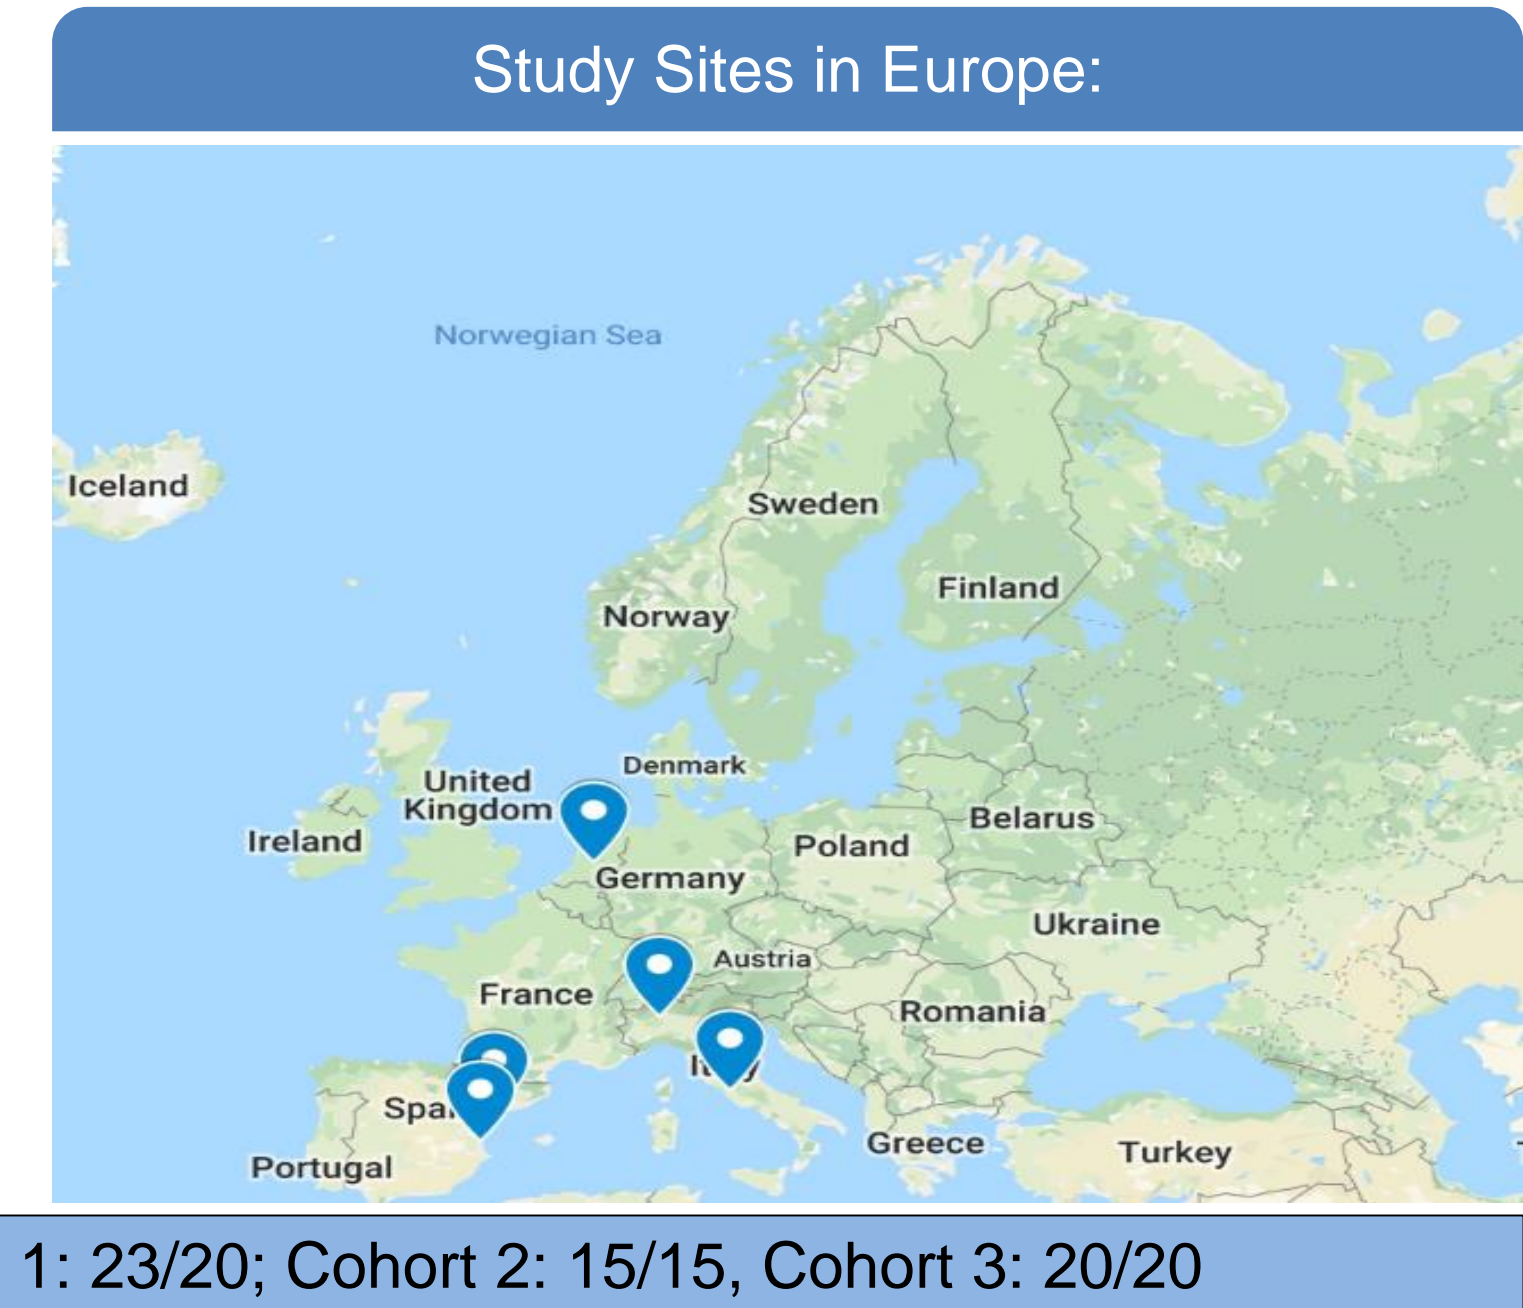 Study Sites in Europe:
Norwegian Sea
Iceland
Sweden
Finland
Norway
Denmark
United
Kingdom
Belarus
Ireland
Poland
Germany
Ukraine
Austria
France
Romania
Spa
Greece
Turkey
Portugal
1: 23/20; Cohort 2: 15/15, Cohort 3: 20/20